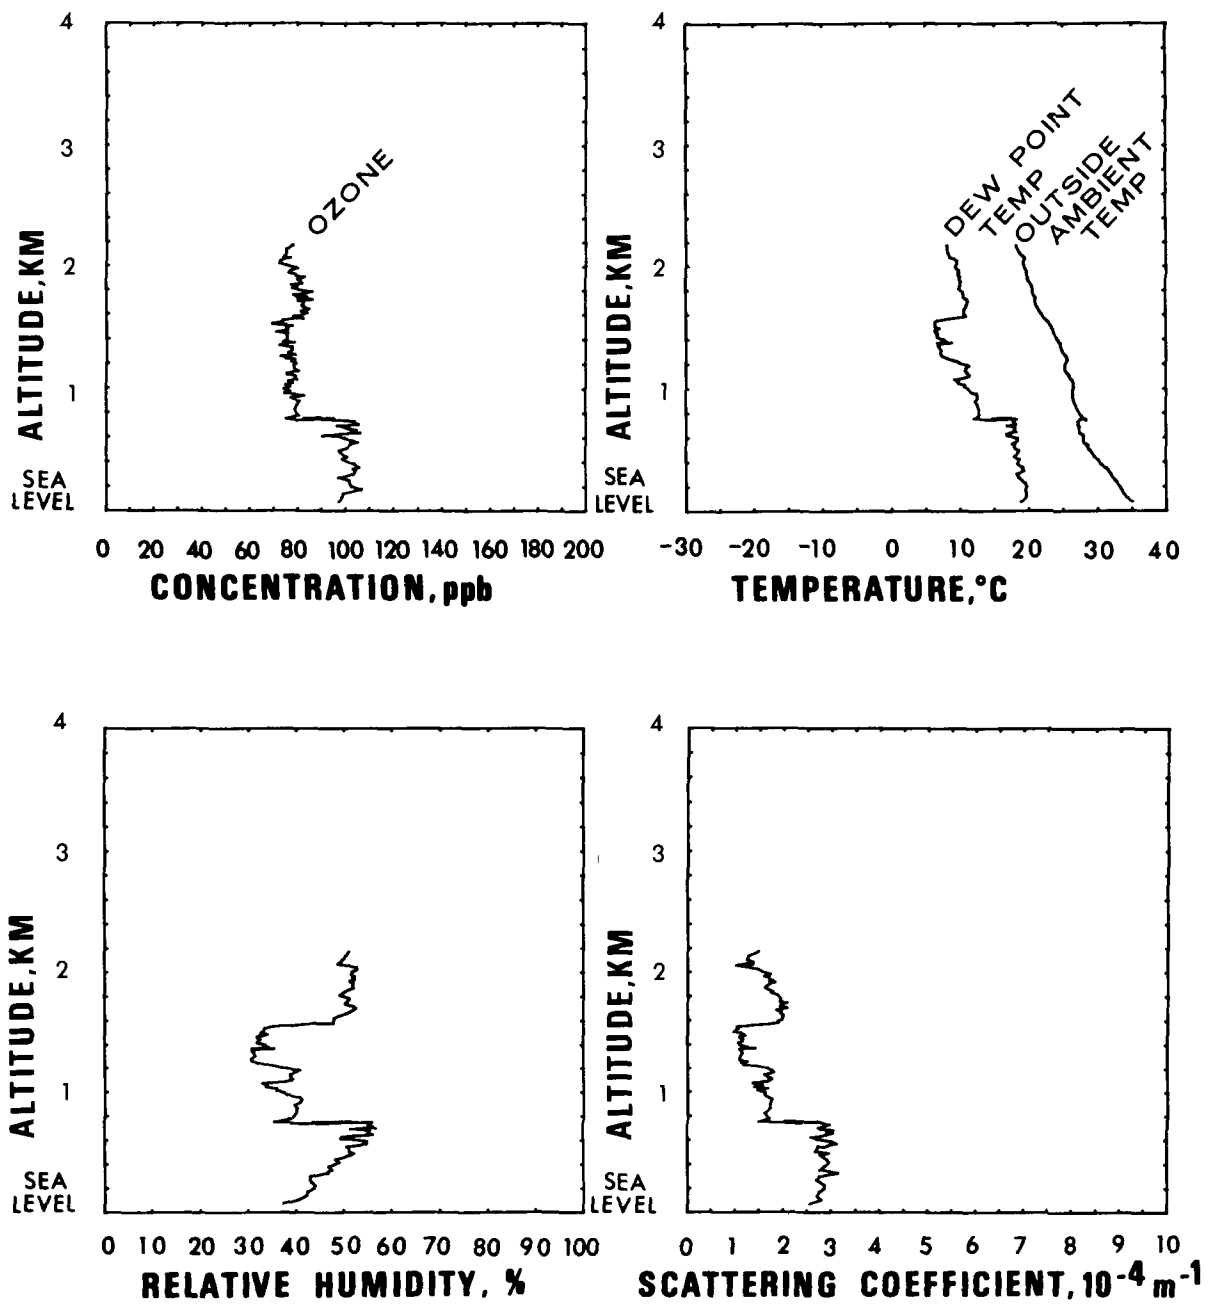 4
3
2
1
SEA
LEVEL
ALTITUDE,KM
OZONE
0 20 40 60 80 100 120 140 160 180 200
CONCENTRATION, ppb
4
3
2
1
SEA
LEVEL
ALTITUDE,KM
DEW POINT
TEMP
OUTSIDE
AMBIENT
TEMP
-30 -20 -10 0 10 20 30 40
TEMPERATURE,°C
4
3
2
1
SEA
LEVEL
ALTITUDE,KM
0 10 20 30 40 50 60 70 80 90 100
RELATIVE HUMIDITY, %
4
3
2
1
SEA
LEVEL
ALTITUDE,KM
0 1 2 3 4 5 6 7 8 9 10
SCATTERING COEFFICIENT, 10⁻⁴ m⁻¹